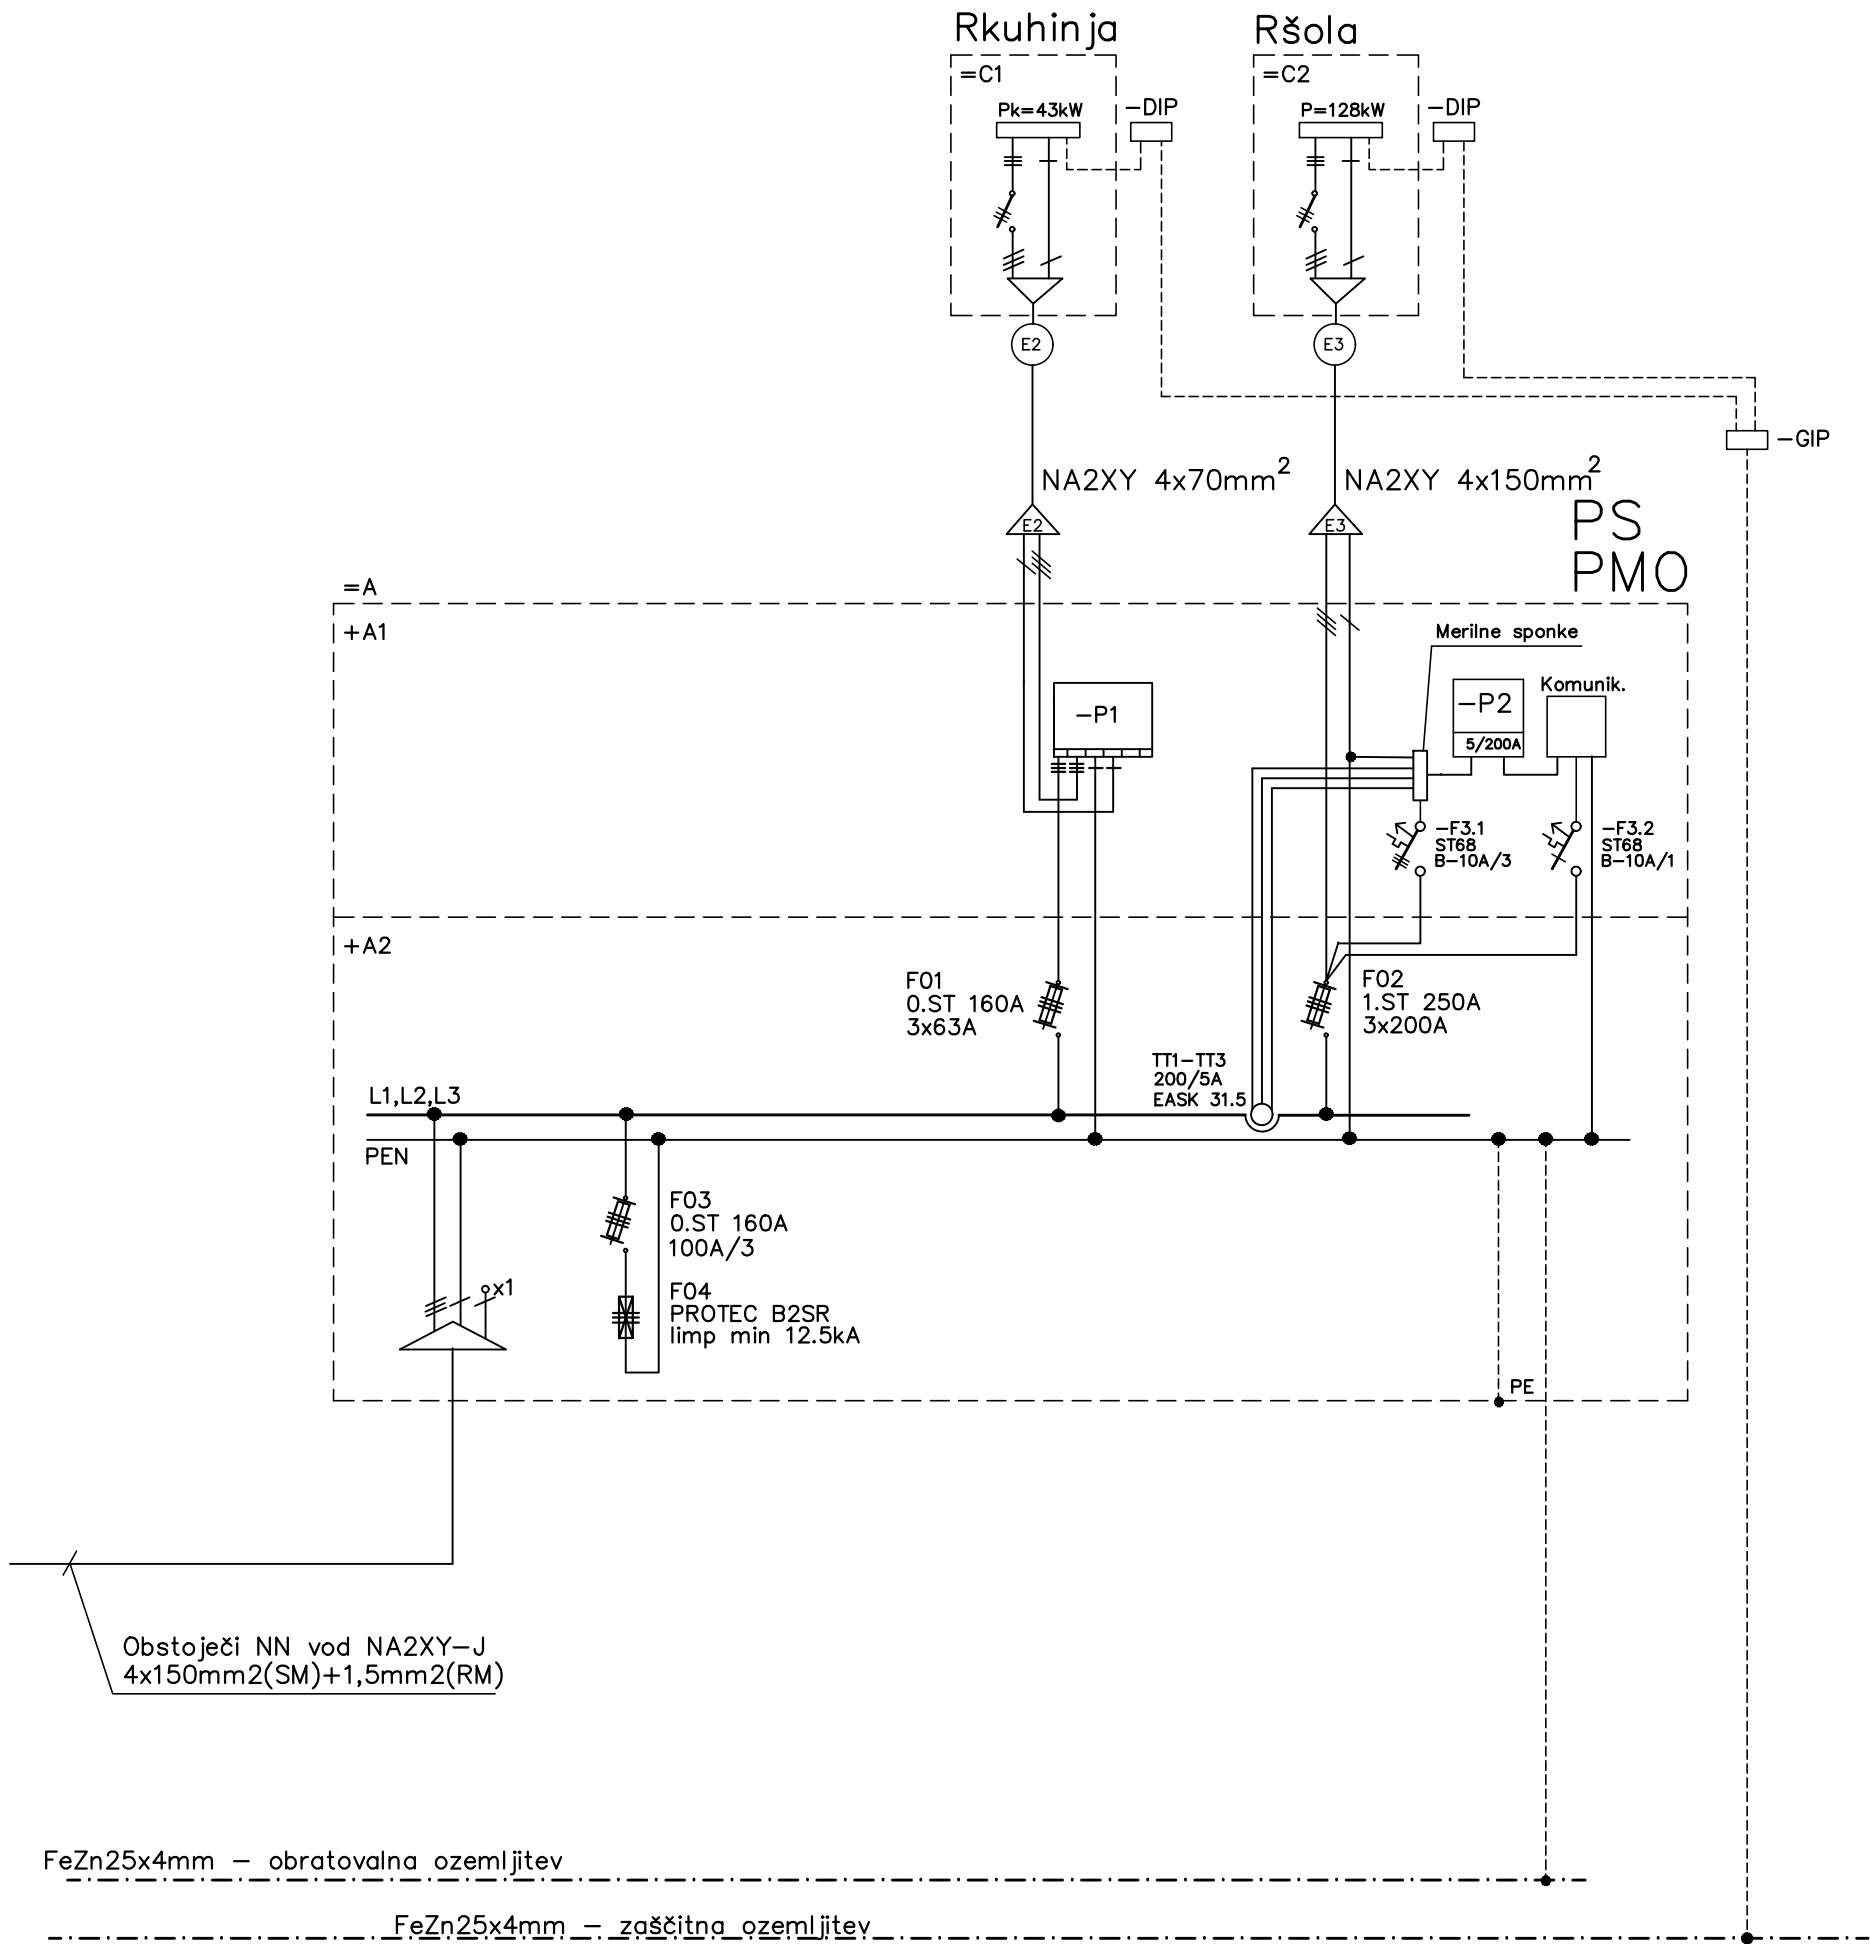 Rkuhinja
Ršola
=C1
=C2
Pk=43kW
-DIP
P=128kW
-DIP
E2
E3
-GIP
NA2XY 4x70mm2
NA2XY 4x150mm2
PS
PMO
E2
E3
=A
+A1
Merilne sponke
Komunik.
-P1
-P2
5/200A
-F3.1
ST68
B-10A/3
-F3.2
ST68
B-10A/1
+A2
F01
0.ST 160A
3x63A
F02
1.ST 250A
3x200A
TT1-TT3
200/5A
EASK 31.5
L1,L2,L3
PEN
F03
0.ST 160A
100A/3
x1
F04
PROTEC B2SR
Iimp min 12.5kA
PE
Obstoječi NN vod NA2XY-J
4x150mm2(SM)+1,5mm2(RM)
FeZn25x4mm - obratovalna ozemljitev
FeZn25x4mm - zaščitna ozemljitev